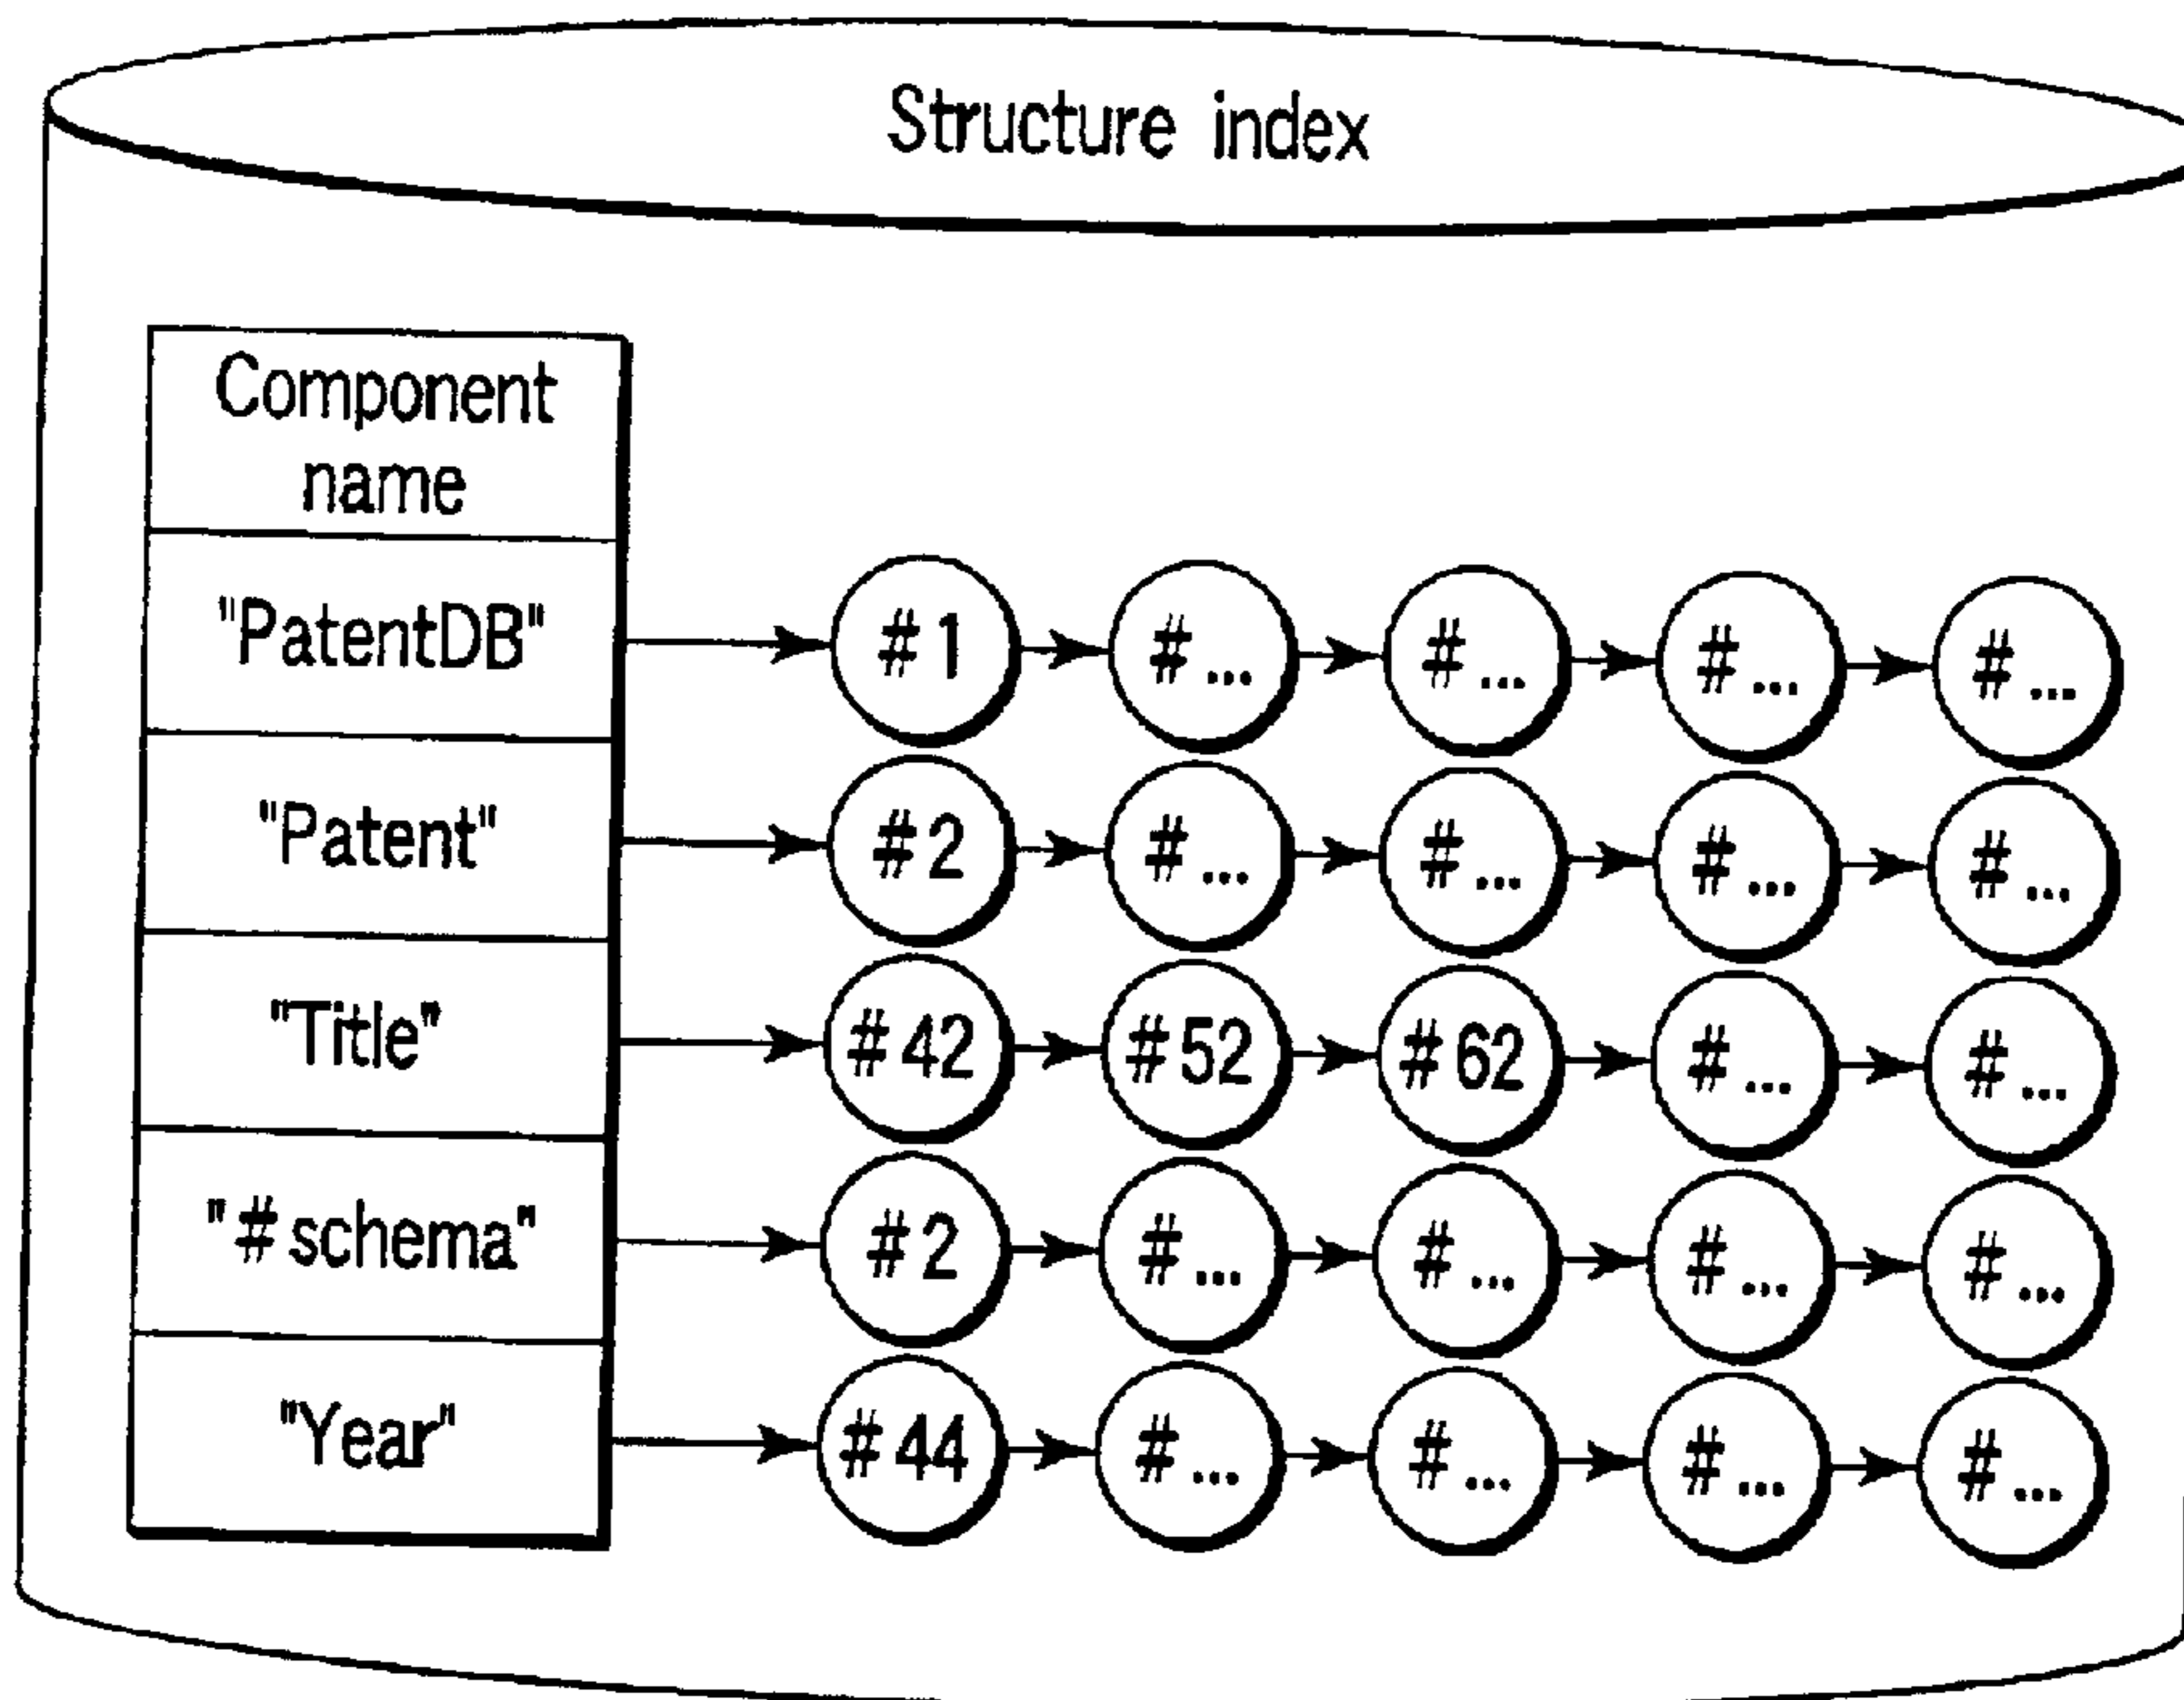 Structure index
Component
name
"PatentDB" #1 #... #... #... #...
"Patent" #2 #... #... #... #...
"Title" #42 #52 #62 #... #...
"#schema" #2 #... #... #... #...
"Year" #44 #... #... #... #...